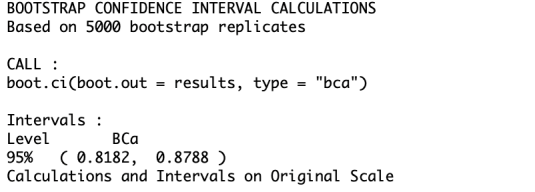 BOOTSTRAP CONFIDENCE INTERVAL CALCULATIONS
Based on 5000 bootstrap replicates

CALL :
boot.ci(boot.out = results, type = "bca")

Intervals :
Level       BCa
95%   ( 0.8182,  0.8788 )
Calculations and Intervals on Original Scale